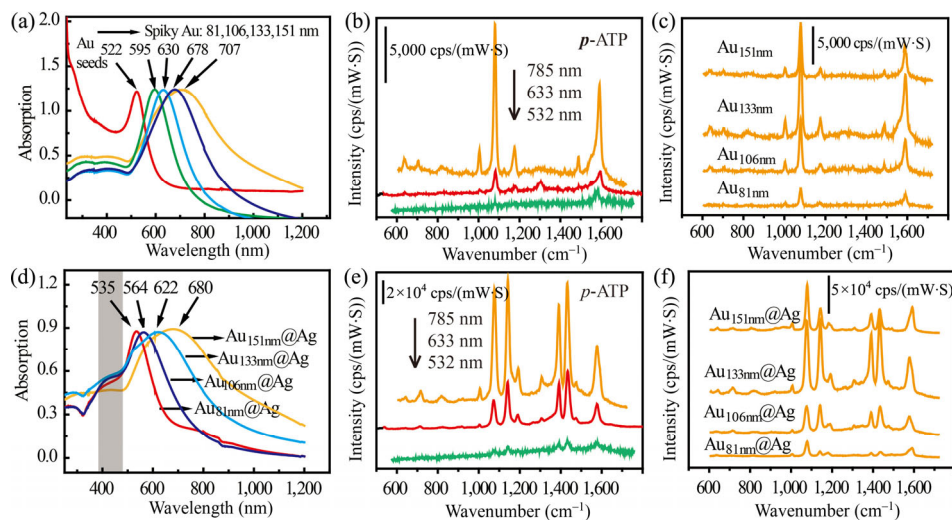 (a)
Spiky Au: 81,106,133,151 nm
Au seeds
522 595 630 678 707
Absorption
2.0
1.5
1.0
0.5
0.0
400 600 800 1,000 1,200
Wavelength (nm)
(b)
5,000 cps/(mW·S)
p-ATP
785 nm
633 nm
532 nm
Intensity (cps/(mW·S))
600 800 1,000 1,200 1,400 1,600
Wavenumber (cm⁻¹)
(c)
5,000 cps/(mW·S)
Au151nm
Au133nm
Au106nm
Au81nm
Intensity (cps/(mW·S))
600 800 1,000 1,200 1,400 1,600
Wavenumber (cm⁻¹)
(d)
535 564 622 680
Au151nm@Ag
Au133nm@Ag
Au106nm@Ag
Au81nm@Ag
Absorption
1.2
0.9
0.6
0.3
0.0
400 600 800 1,000 1,200
Wavelength (nm)
(e)
2×10⁴ cps/(mW·S)
p-ATP
785 nm
633 nm
532 nm
Intensity (cps/(mW·S))
600 800 1,000 1,200 1,400 1,600
Wavenumber (cm⁻¹)
(f)
5×10⁴ cps/(mW·S)
Au151nm@Ag
Au133nm@Ag
Au106nm@Ag
Au81nm@Ag
Intensity (cps/(mW·S))
600 800 1,000 1,200 1,400 1,600
Wavenumber (cm⁻¹)